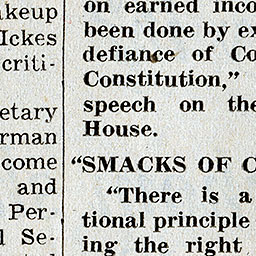 akeup
Ickes
criti-
etary
rman
come
and
Per-
l Se-
on earned inco
been done by ex
defiance of Co
Constitution,”
speech on the
House.
“SMACKS OF C
“There is a
tional principle
ing the right